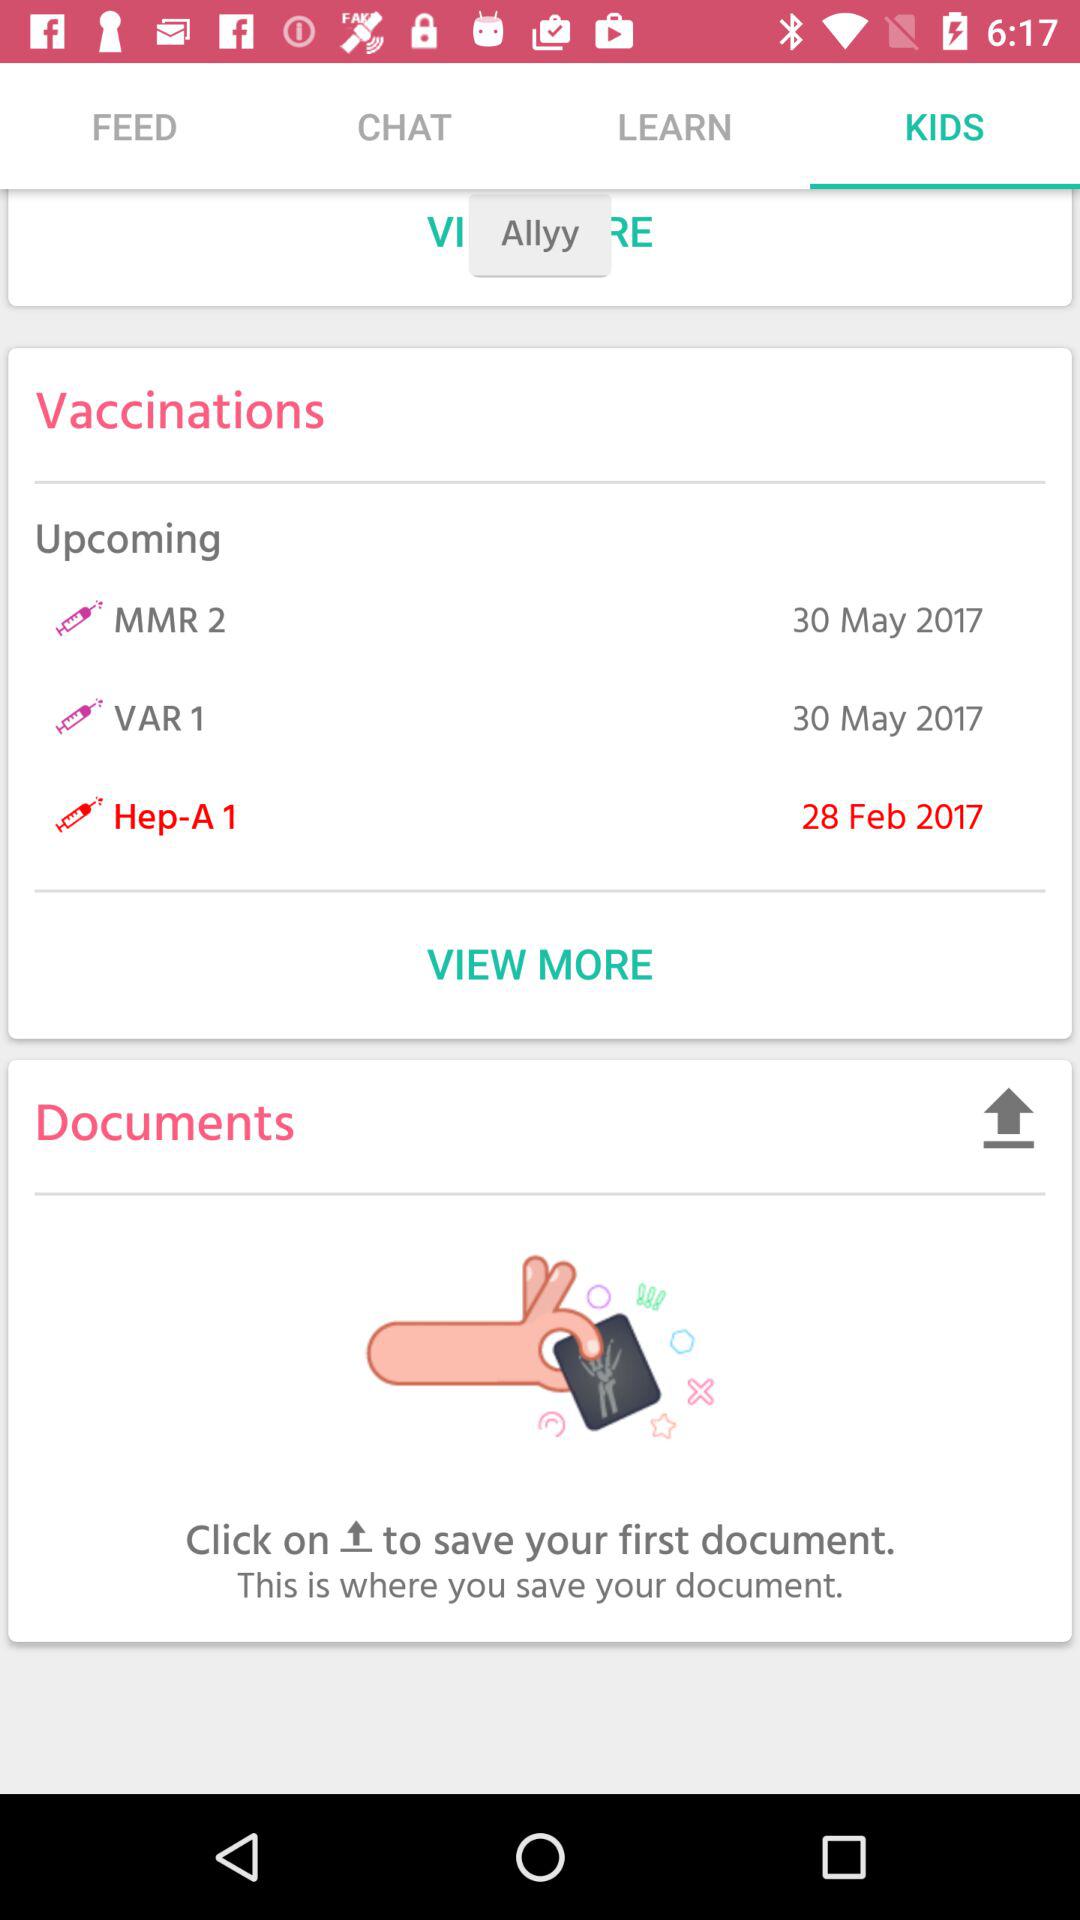 FAKE
6:17
FEED CHAT LEARN KIDS
Allyy
Vaccinations
Upcoming
MMR 2 30 May 2017
VAR 1 30 May 2017
Hep-A 1 28 Feb 2017
VIEW MORE
Documents
Click on to save your first document.
This is where you save your document.